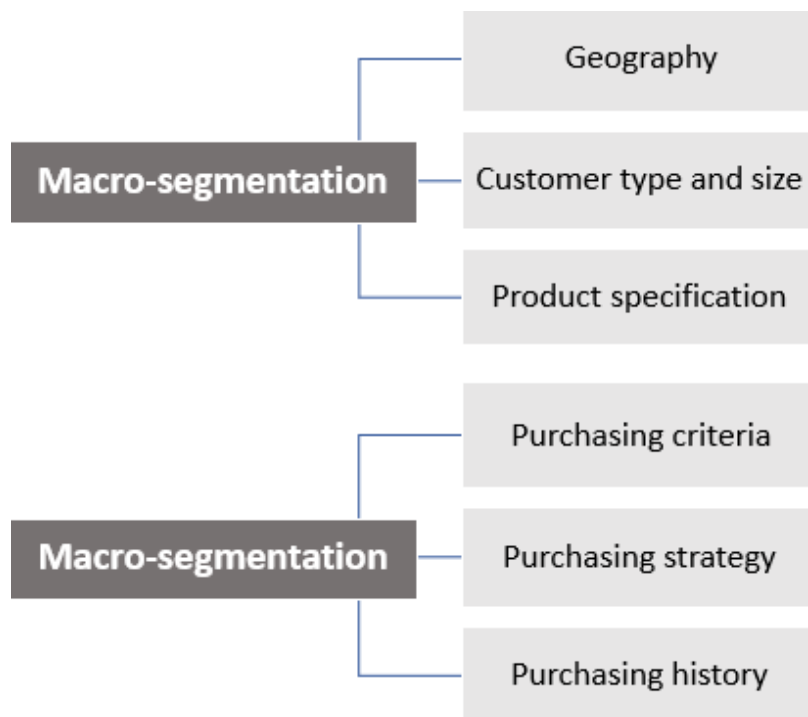 Macro-segmentation
Geography
Customer type and size
Product specification
Macro-segmentation
Purchasing criteria
Purchasing strategy
Purchasing history